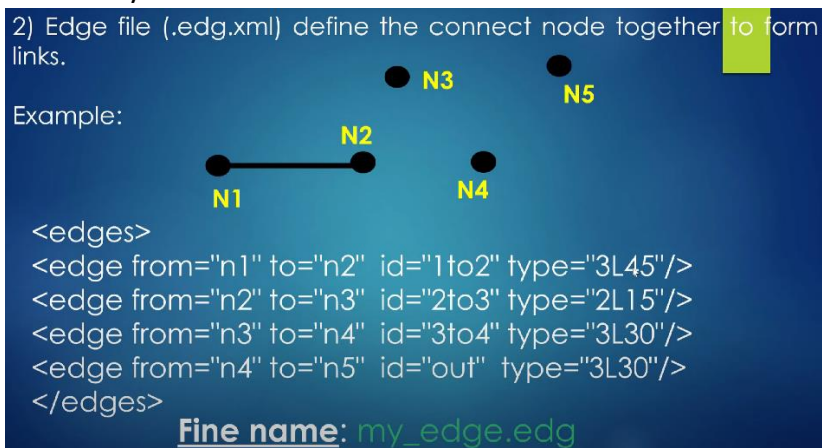 2) Edge file (.edg.xml) define the connect node together to form
links.
N3
N5
Example:
N2
N1
N4
<edges>
<edge from="n1" to="n2" id="1to2" type="3L45"/>
<edge from="n2" to="n3" id="2to3" type="2L15"/>
<edge from="n3" to="n4" id="3to4" type="3L30"/>
<edge from="n4" to="n5" id="out" type="3L30"/>
</edges>
Fine name: my_edge.edg